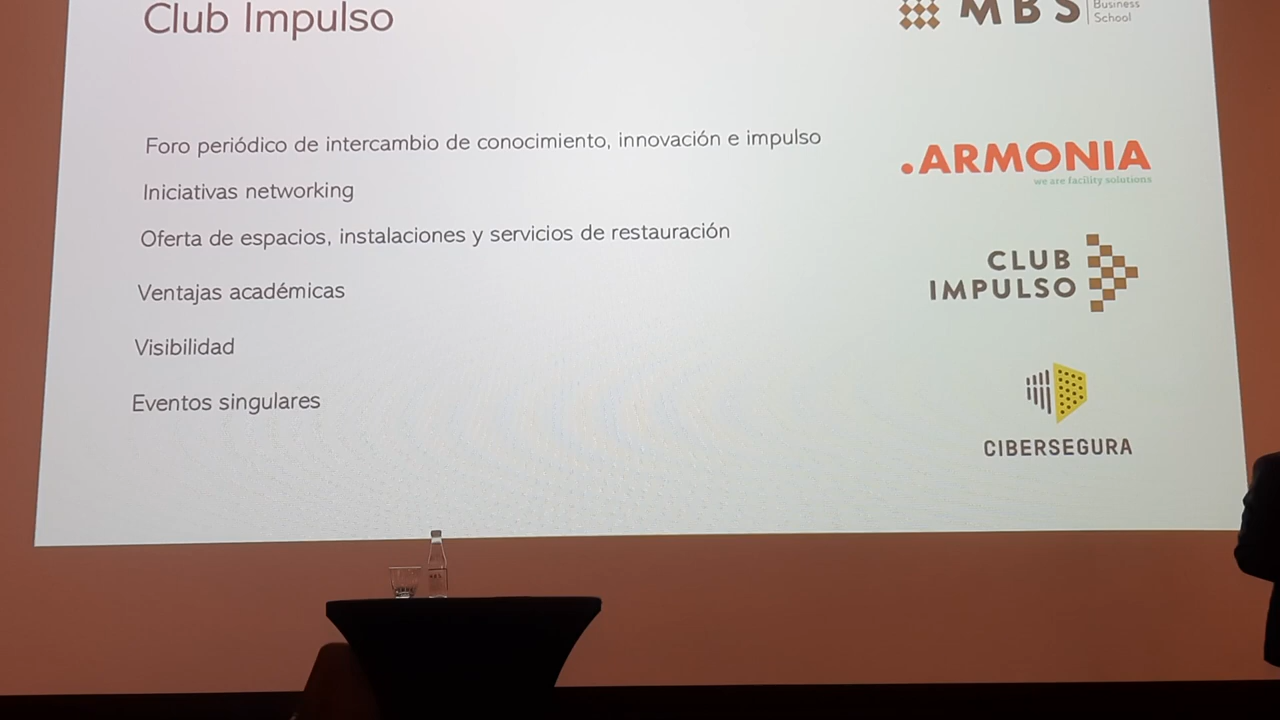 Club Impulso
MBS
Business
School
Foro periódico de intercambio de conocimiento, innovación e impulso
Iniciativas networking
Oferta de espacios, instalaciones y servicios de restauración
Ventajas académicas
Visibilidad
Eventos singulares
.ARMONIA
we are facility solutions
CLUB
IMPULSO
CIBERSEGURA